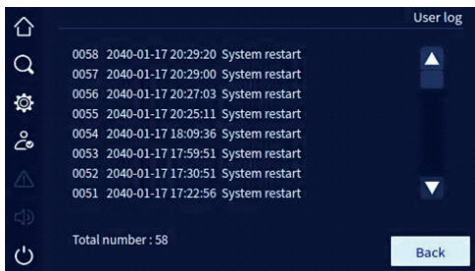 User log
0058 2040-01-17 20:29:20 System restart
0057 2040-01-17 20:29:00 System restart
0056 2040-01-17 20:27:03 System restart
0055 2040-01-17 20:25:11 System restart
0054 2040-01-17 18:09:36 System restart
0053 2040-01-17 17:59:51 System restart
0052 2040-01-17 17:30:51 System restart
0051 2040-01-17 17:22:56 System restart
Total number : 58
Back